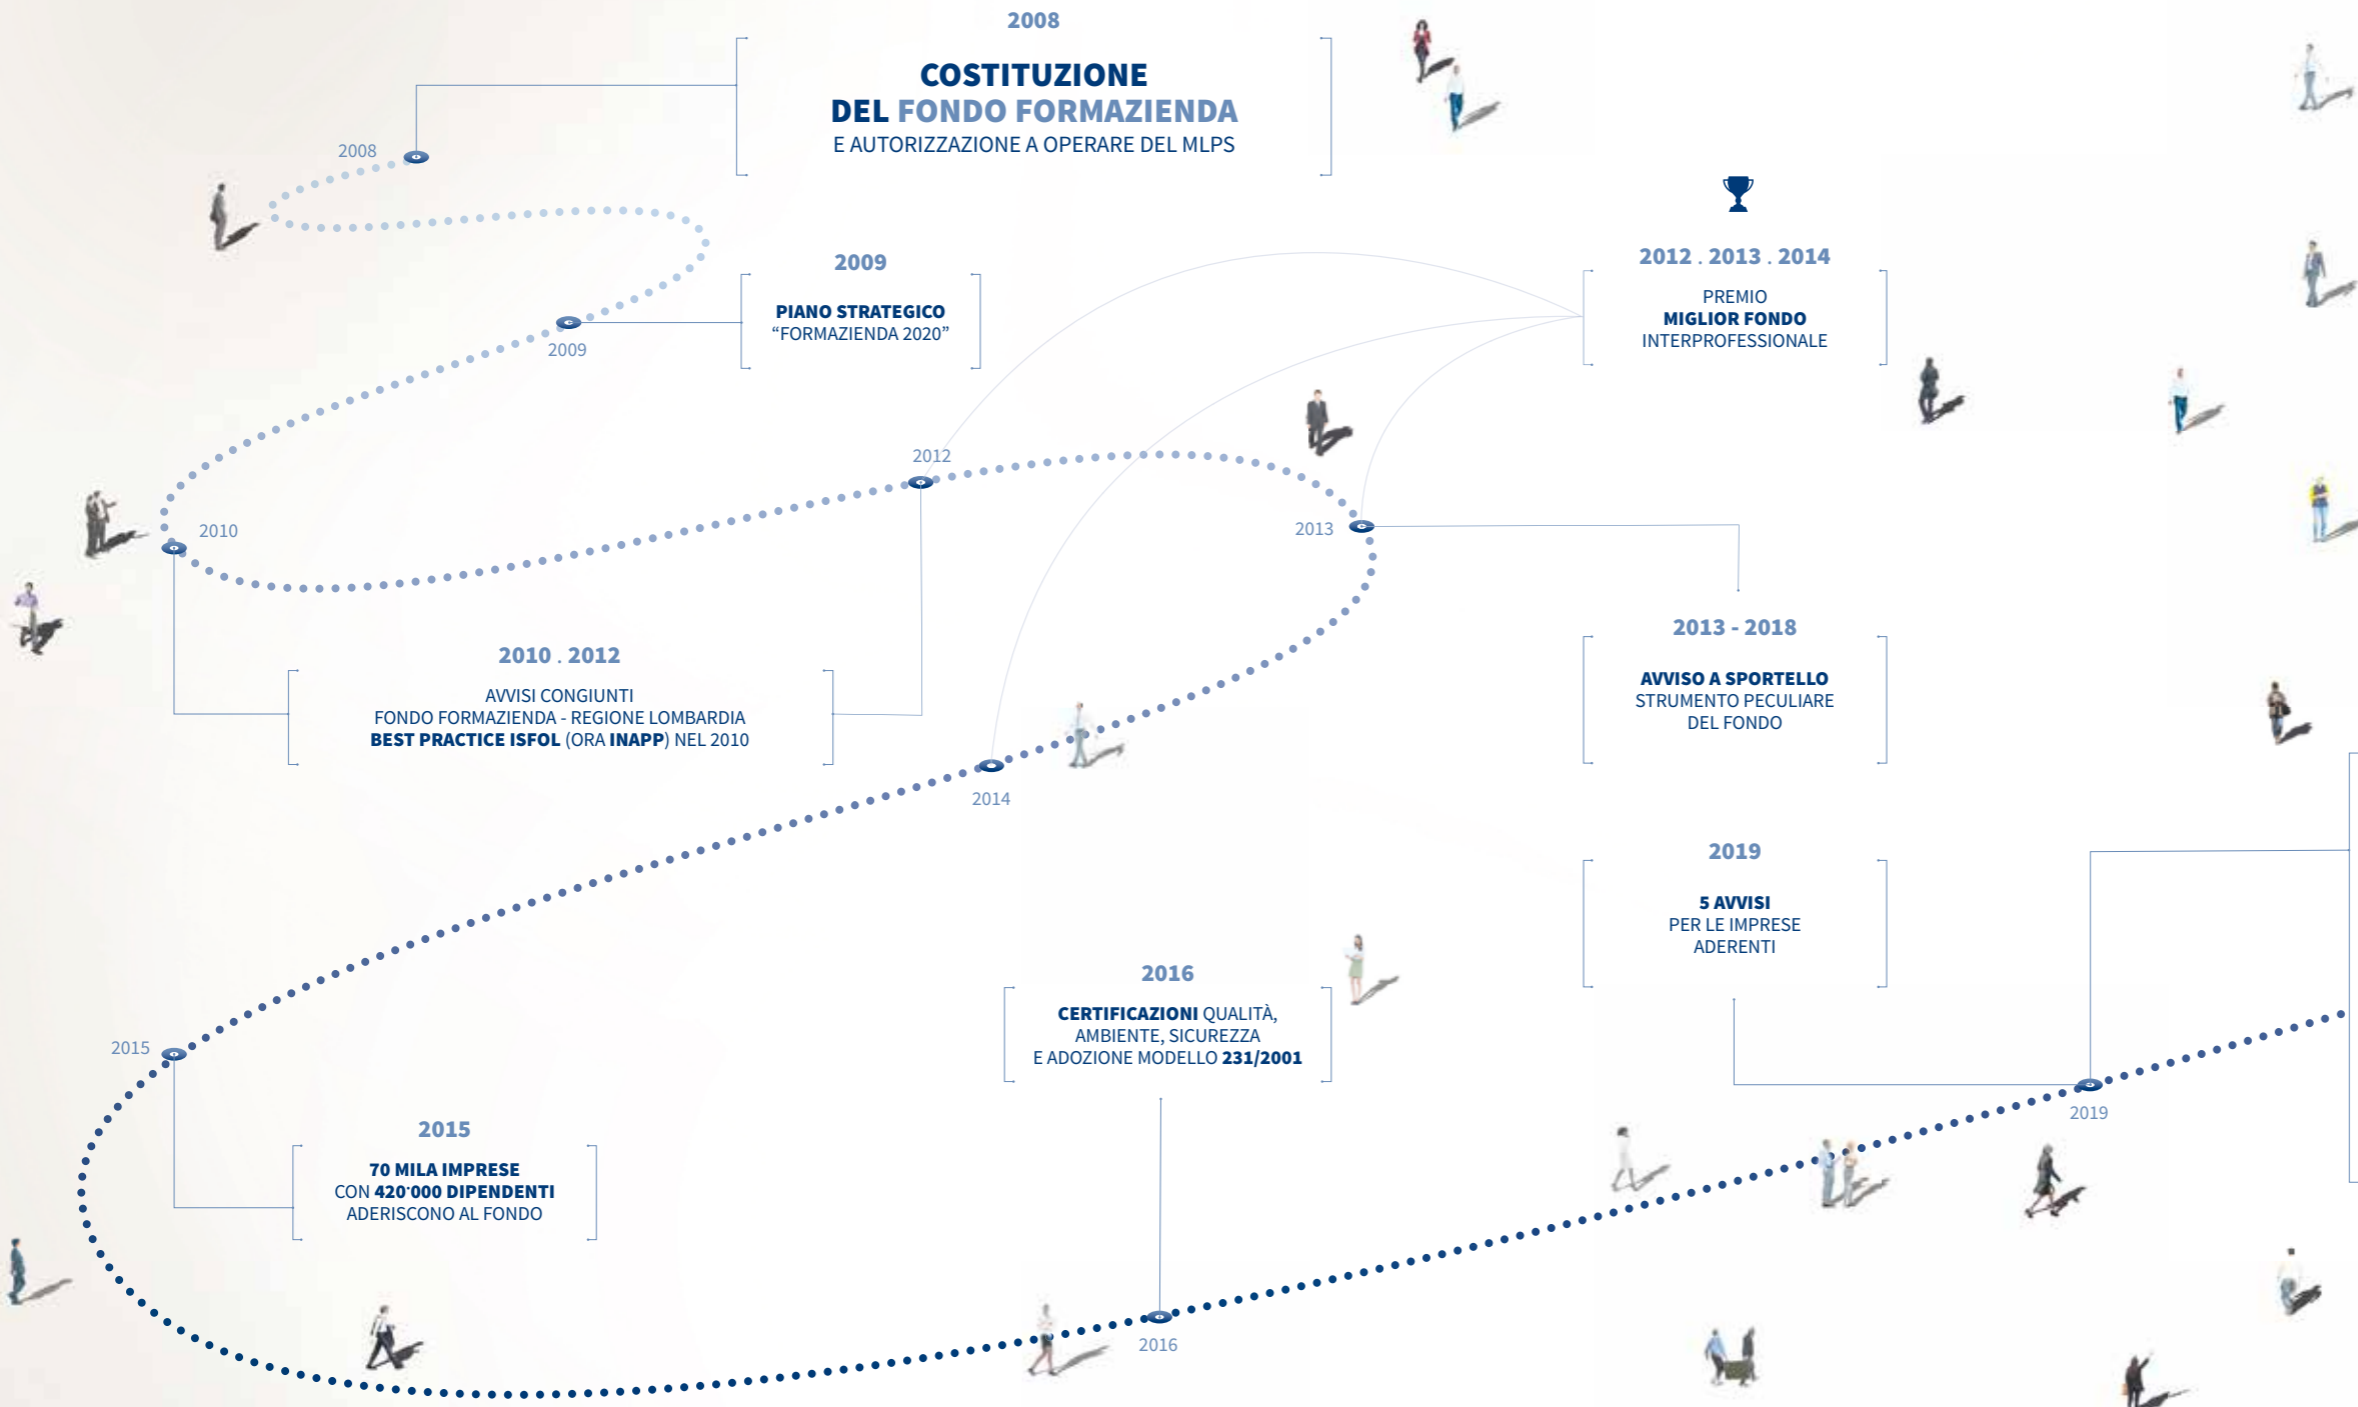 2008
COSTITUZIONE
DEL FONDO FORMAZIENDA
E AUTORIZZAZIONE A OPERARE DEL MLPS
2008
2009
PIANO STRATEGICO
“FORMAZIENDA 2020”
2009
2012 . 2013 . 2014
PREMIO
MIGLIOR FONDO
INTERPROFESSIONALE
2012
2010
2013
2010 . 2012
AVVISI CONGIUNTI
FONDO FORMAZIENDA - REGIONE LOMBARDIA
BEST PRACTICE ISFOL (ORA INAPP) NEL 2010
2013 - 2018
AVVISO A SPORTELLO
STRUMENTO PECULIARE
DEL FONDO
2014
2019
5 AVVISI
PER LE IMPRESE
ADERENTI
2016
CERTIFICAZIONI QUALITÀ,
AMBIENTE, SICUREZZA
E ADOZIONE MODELLO 231/2001
2015
2015
70 MILA IMPRESE
CON 420˙000 DIPENDENTI
ADERISCONO AL FONDO
2019
2016